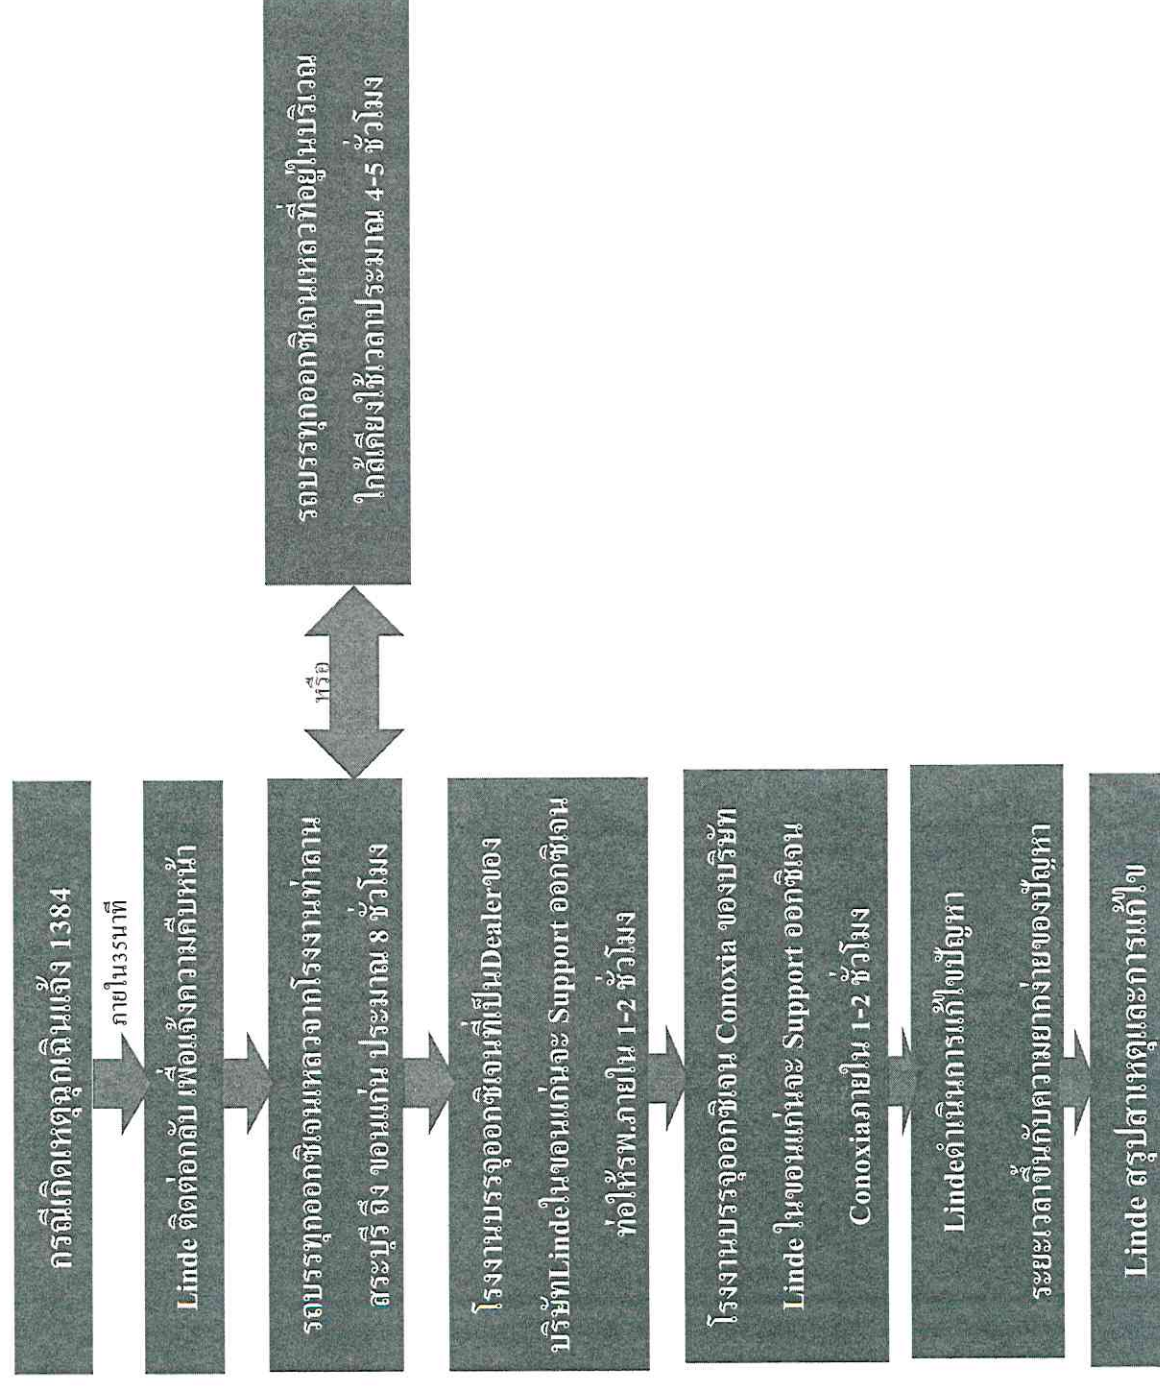 กรณีเกิดเหตุฉุกเฉินแจ้ง 1384
ภายใน35นาที
Linde ติดต่อกลับ เพื่อแจ้งความคืบหน้า
รถบรรทุกออกซิเจนเหลวจากโรงงานท่าลาน
สระบุรี ถึง ขอนแก่น ประมาณ 8 ชั่วโมง
หรือ
รถบรรทุกออกซิเจนเหลวที่อยู่ในบริเวณ
ใกล้เคียงใช้เวลาประมาณ 4-5 ชั่วโมง
โรงงานบรรจุออกซิเจนที่เป็นDealerของ
บริษัทLindeในขอนแก่นจะ Support ออกซิเจน
ท่อให้รพ.ภายใน 1-2 ชั่วโมง
โรงงานบรรจุออกซิเจน Conoxia ของบริษัท
Linde ในขอนแก่นจะ Support ออกซิเจน
Conoxiaภายใน 1-2 ชั่วโมง
Lindeดำเนินการแก้ไขปัญหา
ระยะเวลาขึ้นกับความยากง่ายของปัญหา
Linde สรุปสาเหตุและการแก้ไข